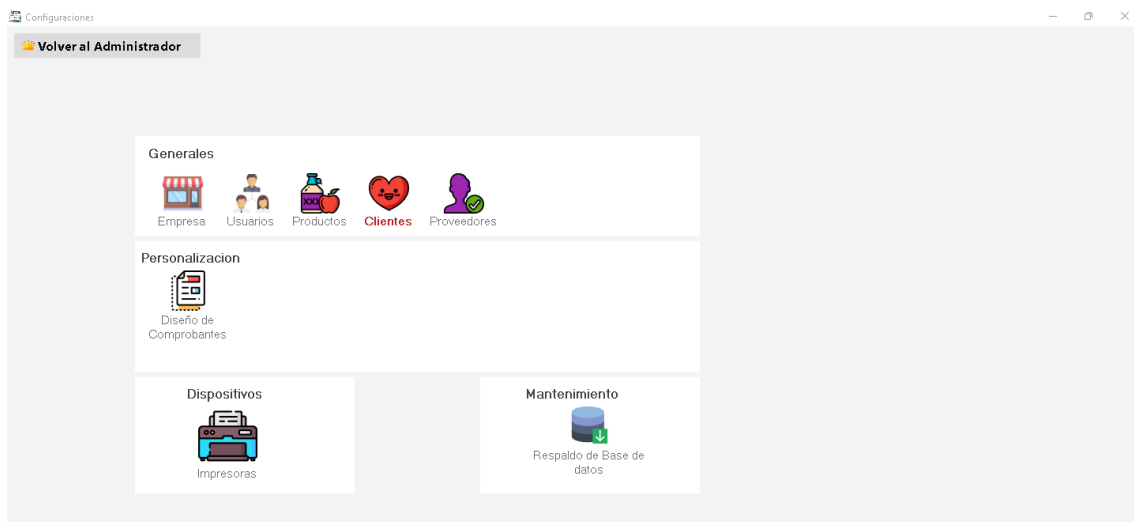 Configuraciones
Volver al Administrador
Generales
Empresa
Usuarios
Productos
Clientes
Proveedores
Personalizacion
Diseño de
Comprobantes
Dispositivos
Impresoras
Mantenimiento
Respaldo de Base de
datos